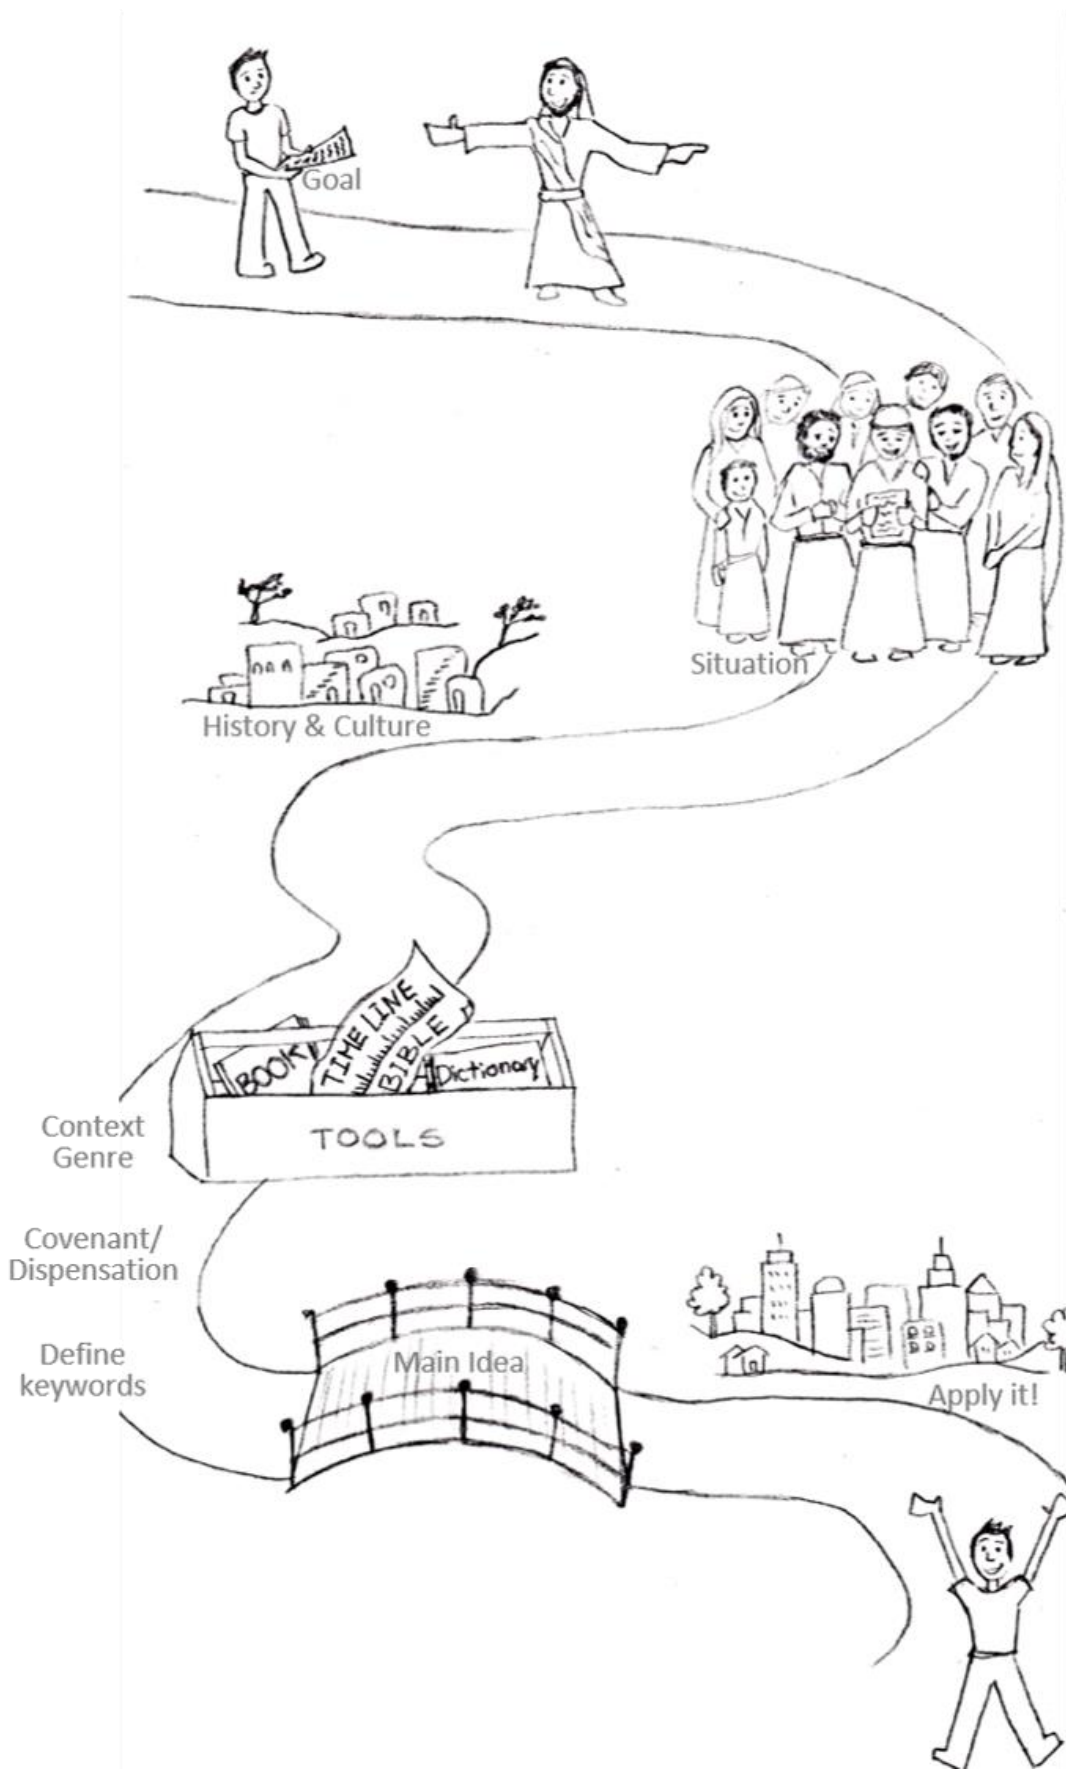 Goal
Situation
History & Culture
TIME LINE
BIBLE
BOOK
Dictionary
TOOLS
Context
Genre
Covenant/
Dispensation
Define
keywords
Main Idea
Apply it!